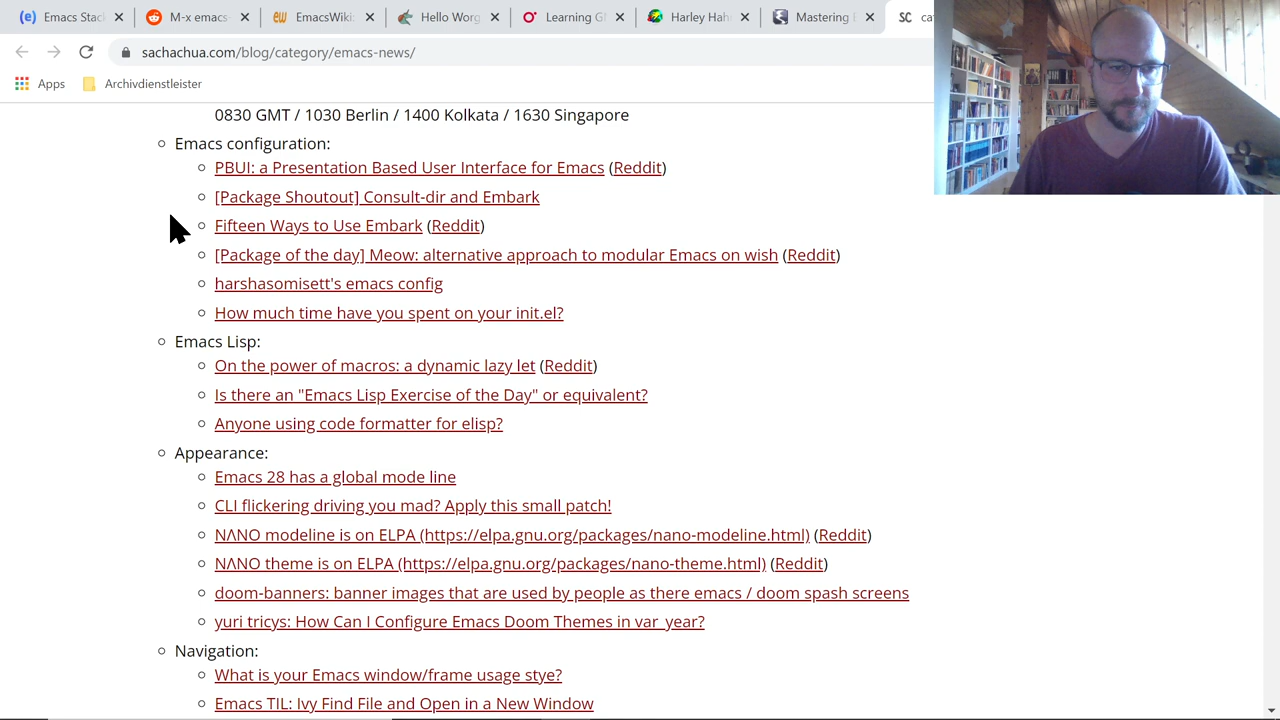 Emacs Stac
M-x emacs-
EmacsWiki:
Hello Worg
Learning G
Harley Hah
Mastering E
ca
sachachua.com/blog/category/emacs-news/
Apps
Archivdienstleister
0830 GMT / 1030 Berlin / 1400 Kolkata / 1630 Singapore
Emacs configuration:
PBUI: a Presentation Based User Interface for Emacs (Reddit)
[Package Shoutout] Consult-dir and Embark
Fifteen Ways to Use Embark (Reddit)
[Package of the day] Meow: alternative approach to modular Emacs on wish (Reddit)
harshasomisett's emacs config
How much time have you spent on your init.el?
Emacs Lisp:
On the power of macros: a dynamic lazy let (Reddit)
Is there an "Emacs Lisp Exercise of the Day" or equivalent?
Anyone using code formatter for elisp?
Appearance:
Emacs 28 has a global mode line
CLI flickering driving you mad? Apply this small patch!
NΛNO modeline is on ELPA (https://elpa.gnu.org/packages/nano-modeline.html) (Reddit)
NΛNO theme is on ELPA (https://elpa.gnu.org/packages/nano-theme.html) (Reddit)
doom-banners: banner images that are used by people as there emacs / doom spash screens
yuri tricys: How Can I Configure Emacs Doom Themes in var_year?
Navigation:
What is your Emacs window/frame usage stye?
Emacs TIL: Ivy Find File and Open in a New Window